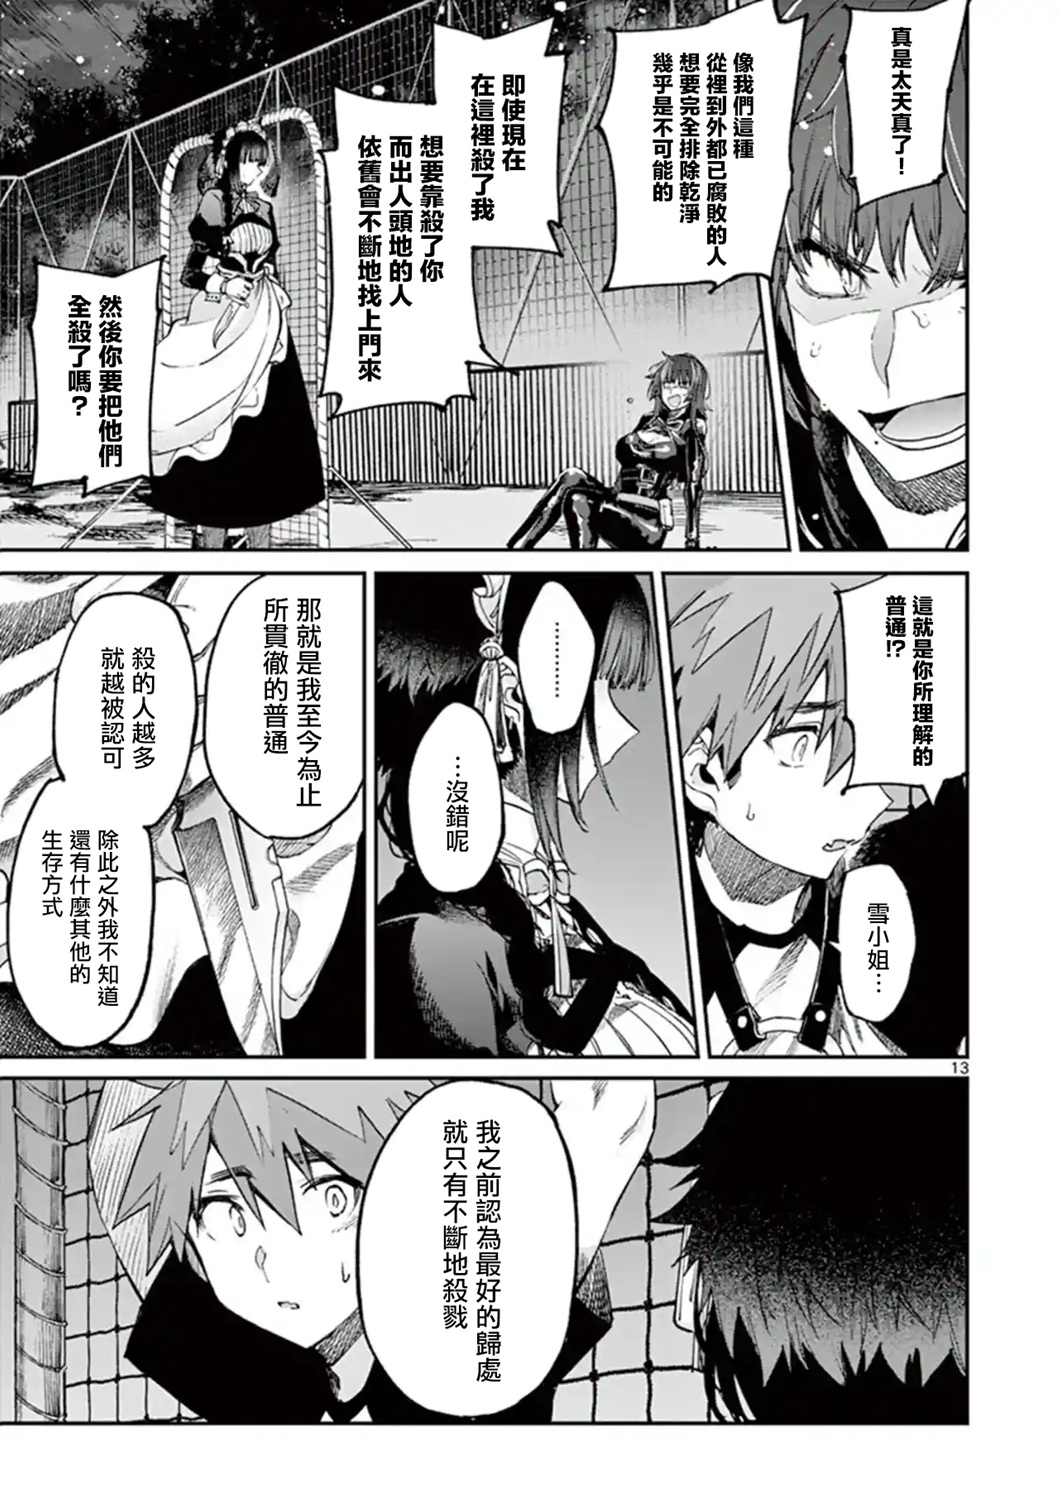 真是太天真了！
像我們這種
從裡到外都已腐敗的人
想要完全排除乾淨
幾乎是不可能的
即使現在
在這裡殺了我
想要靠殺了你
而出人頭地的人
依舊會不斷地找上門來
然後你要把他們
全殺了嗎？
這就是你所理解的
普通!?
雪小姐…
………
…沒錯呢
那就是我至今為止
所貫徹的普通
殺的人越多
就越被認可
除此之外我不知道
還有什麼其他的
生存方式
13
我之前認為最好的歸處
就只有不斷地殺戮